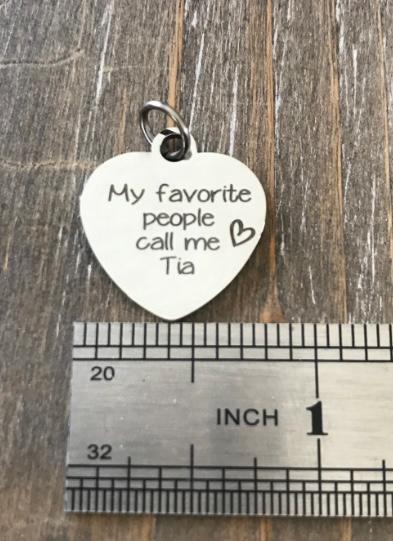 My favorite
people
call me
Tia
20
INCH 1
32